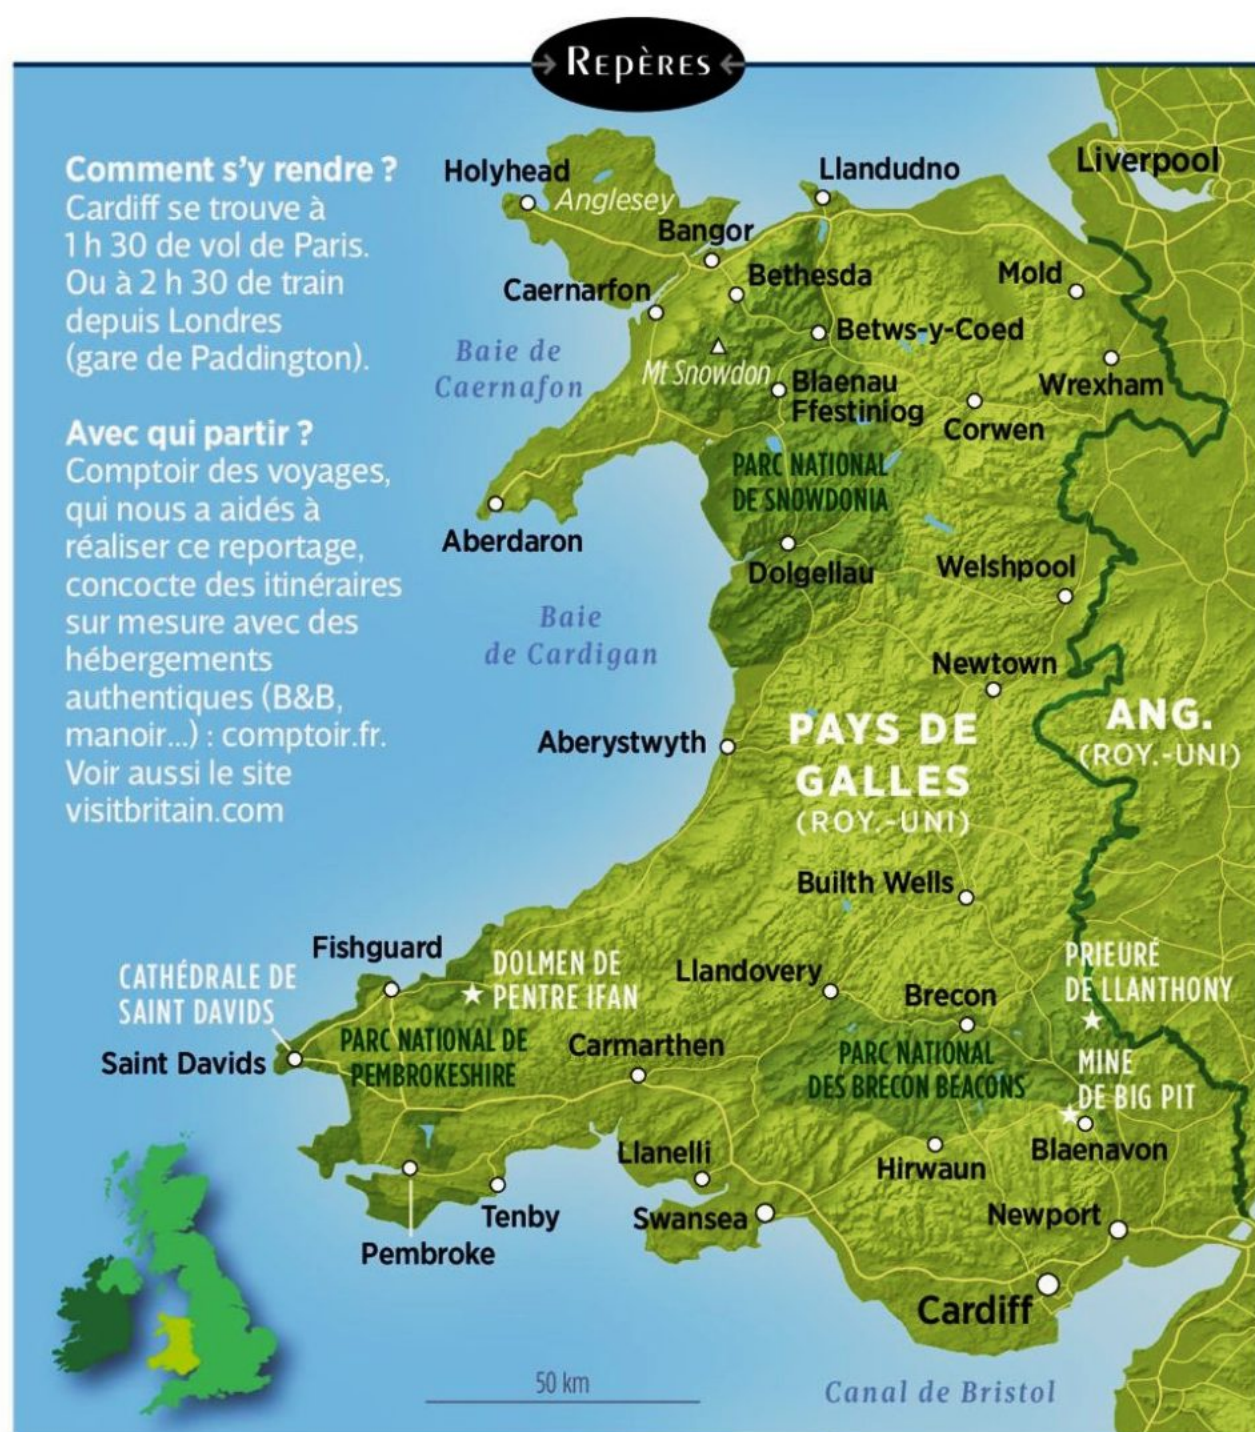 REPÈRES
Comment s'y rendre ?
Cardiff se trouve à
1 h 30 de vol de Paris.
Ou à 2 h 30 de train
depuis Londres
(gare de Paddington).
Avec qui partir ?
Comptoir des voyages,
qui nous a aidés à
réaliser ce reportage,
concocte des itinéraires
sur mesure avec des
hébergements
authentiques (B&B,
manoir...) : comptoir.fr.
Voir aussi le site
visitbritain.com
Holyhead
Anglesey
Llandudno
Liverpool
Bangor
Caernarfon
Bethesda
Mold
Betws-y-Coed
Baie de
Caernafon
Mt Snowdon
Blaenau
Ffestiniog
Wrexham
Corwen
PARC NATIONAL
DE SNOWDONIA
Aberdaron
Dolgellau
Welshpool
Baie
de Cardigan
Newtown
Aberystwyth
PAYS DE
GALLES
(ROY.-UNI)
ANG.
(ROY.-UNI)
Builth Wells
Fishguard
CATHÉDRALE DE
SAINT DAVIDS
DOLMEN DE
PENTRE IFAN
Llandovery
Brecon
PRIEURÉ
DE LLANTHONY
Saint Davids
PARC NATIONAL DE
PEMBROKESHIRE
Carmarthen
PARC NATIONAL
DES BRECON BEACONS
MINE
DE BIG PIT
Blaenavon
Llanelli
Hirwaun
Tenby
Swansea
Newport
Pembroke
Cardiff
50 km
Canal de Bristol